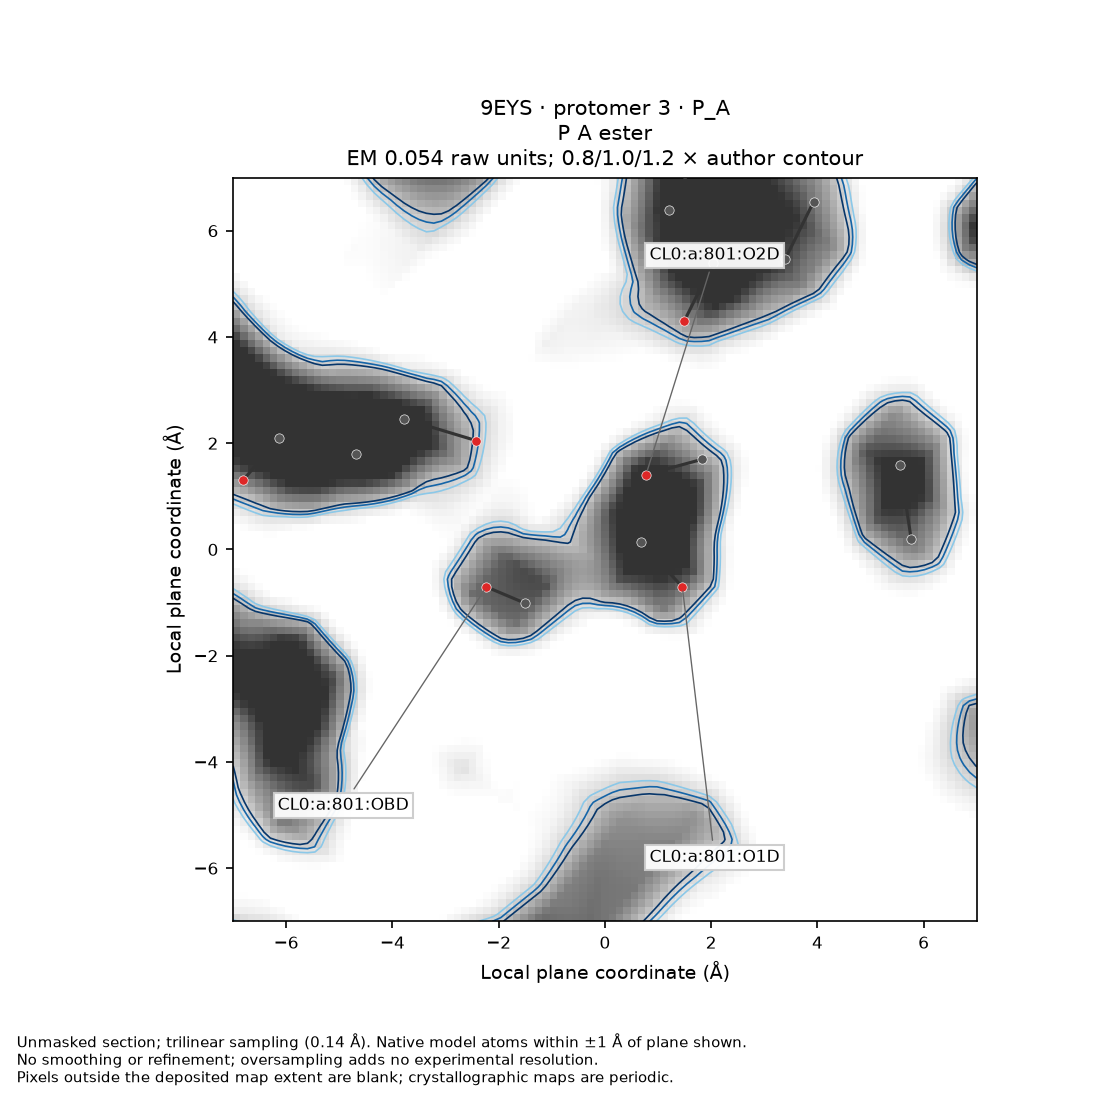 9EYS · protomer 3 · P_A
P A ester
EM 0.054 raw units; 0.8/1.0/1.2 × author contour
6
4
2
0
−2
−4
−6
Local plane coordinate (Å)
CL0:a:801:O2D
CL0:a:801:OBD
CL0:a:801:O1D
−6 −4 −2 0 2 4 6
Local plane coordinate (Å)
Unmasked section; trilinear sampling (0.14 Å). Native model atoms within ±1 Å of plane shown.
No smoothing or refinement; oversampling adds no experimental resolution.
Pixels outside the deposited map extent are blank; crystallographic maps are periodic.